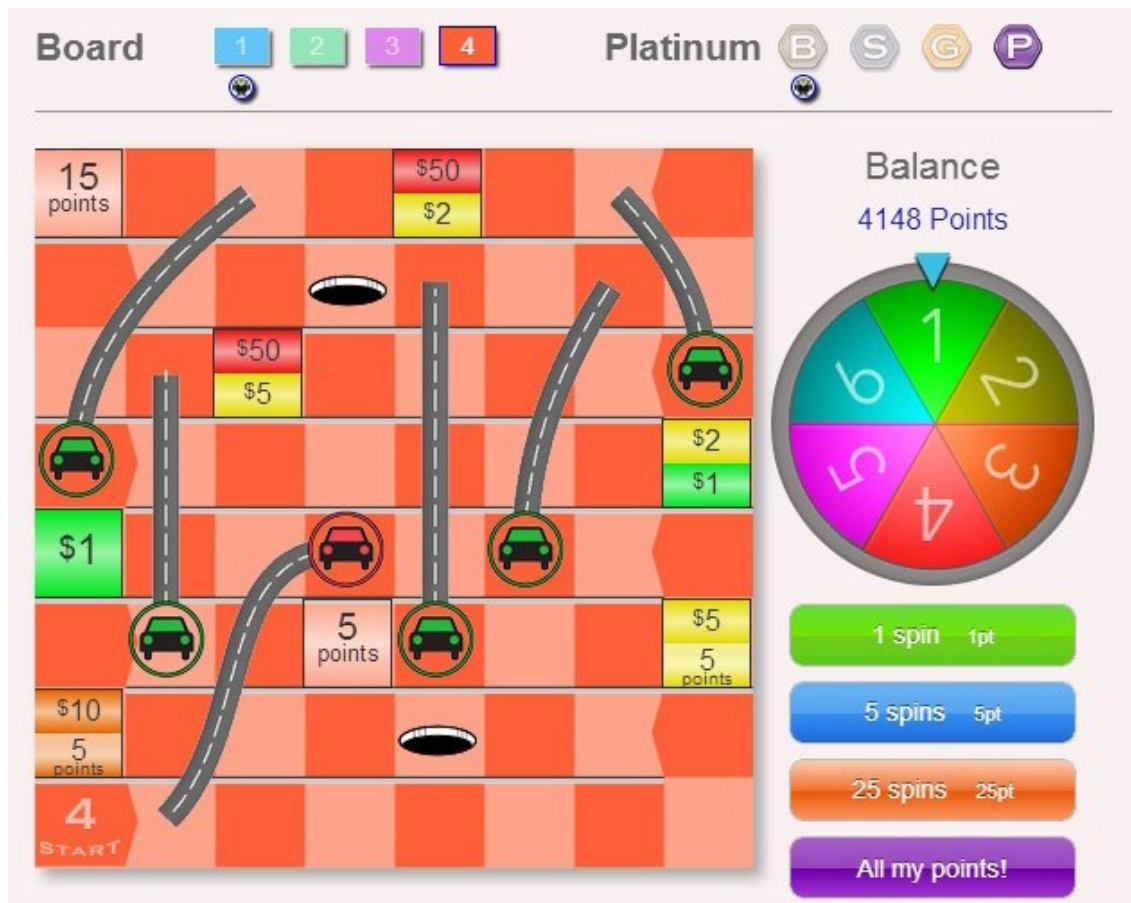 Board 1 2 3 4 Platinum B S G P
15
points
$50
$2
Balance
4148 Points
$50
$5
1
2
3
4
5
6
$2
$1
$1
5
points
$5
5
points
1 spin 1pt
$10
5
points
5 spins 5pt
25 spins 25pt
4
START
All my points!